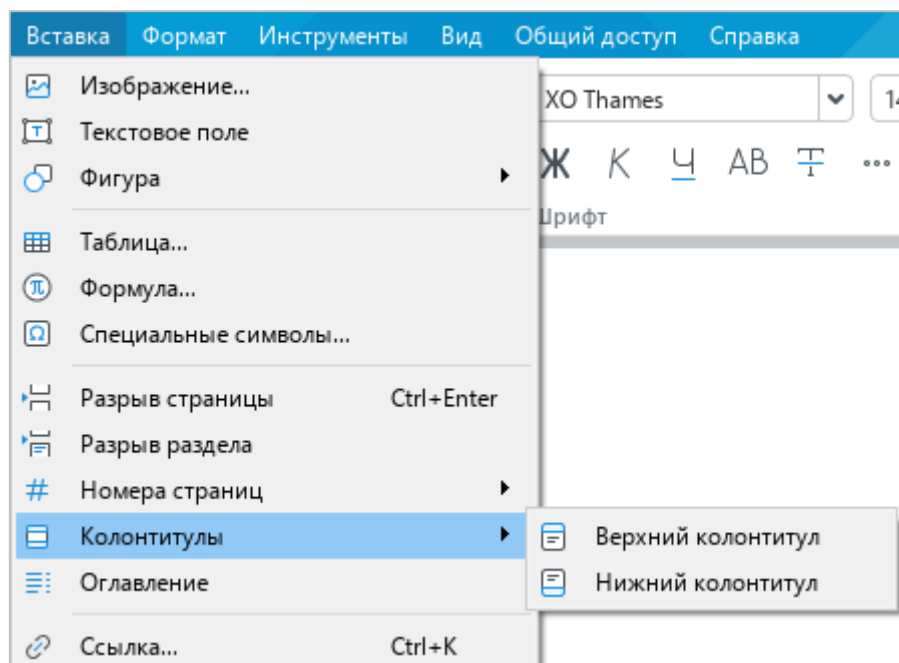 Вставка Формат Инструменты Вид Общий доступ Справка
Изображение...
Текстовое поле
Фигура
Таблица...
Формула...
Специальные символы...
Разрыв страницы Ctrl+Enter
Разрыв раздела
Номера страниц
Колонтитулы
Оглавление
Ссылка... Ctrl+K
XO Thames
Ж К Ч АВ Т
Верхний колонтитул
Нижний колонтитул